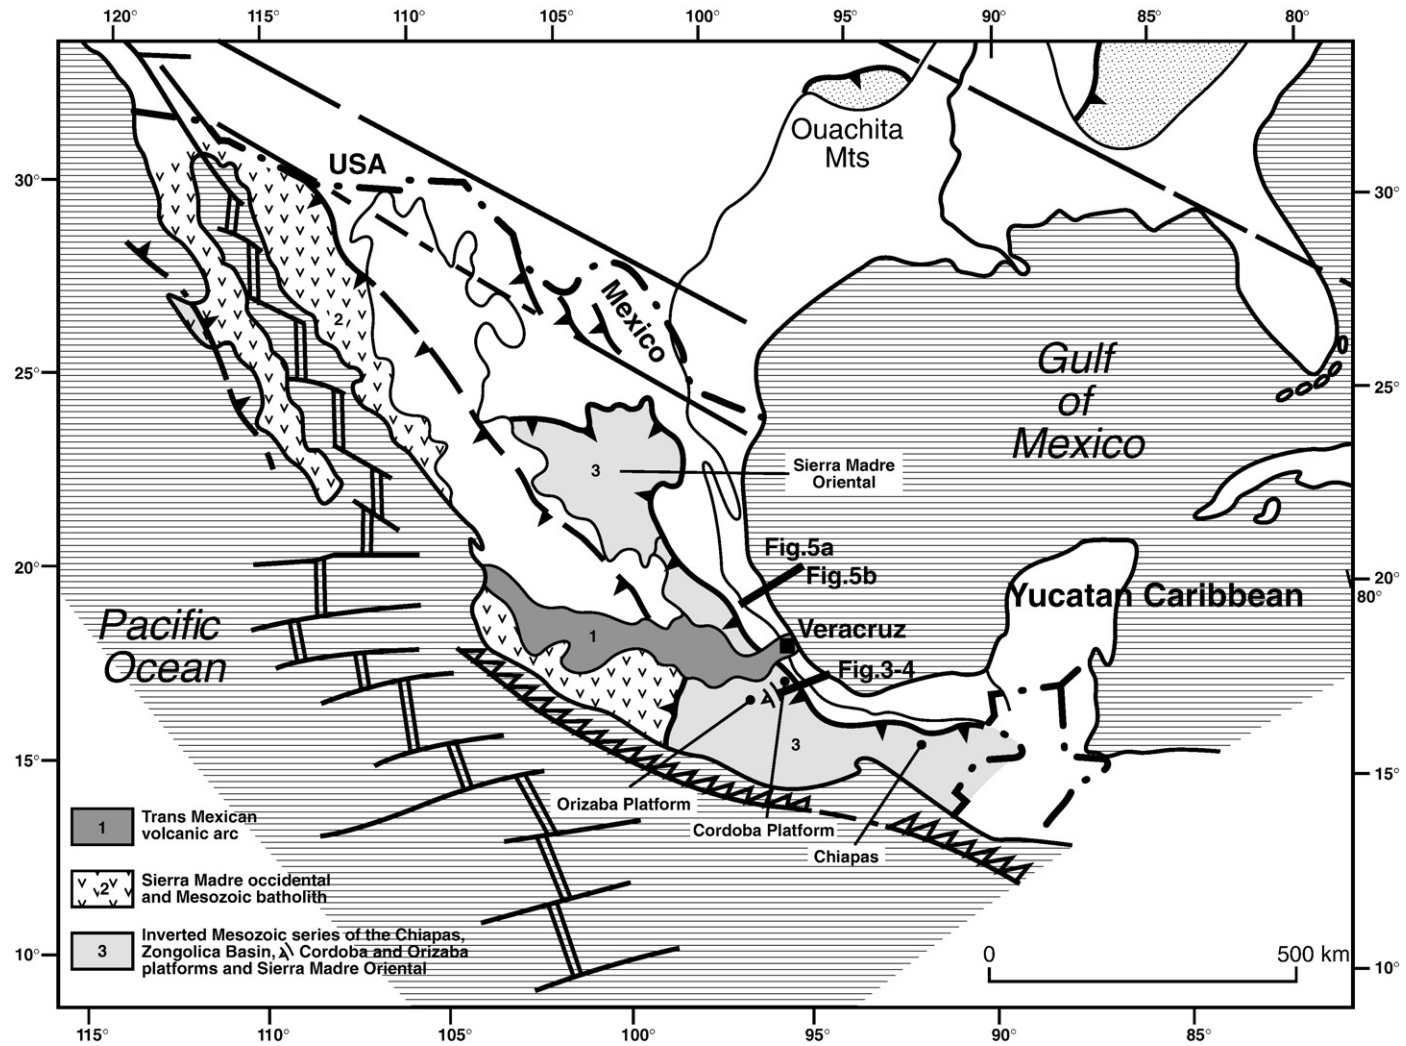 120° 115° 110° 105° 100° 95° 90° 85° 80°
Ouachita
Mts
USA
30° 30°
Mexico
2
Gulf
of
Mexico
25° 25°
3
Sierra Madre
Oriental
Fig.5a
Fig.5b
20° 20°
80°
Yucatan Caribbean
Pacific
Ocean
1
Veracruz
Fig.3-4
3
15° 15°
Orizaba Platform
Cordoba Platform
Chiapas
1 Trans Mexican
volcanic arc
2 Sierra Madre occidental
and Mesozoic batholith
3 Inverted Mesozoic series of the Chiapas,
Zongolica Basin, Cordoba and Orizaba
platforms and Sierra Madre Oriental
0 500 km
10° 10°
115° 110° 105° 100° 95° 90° 85°